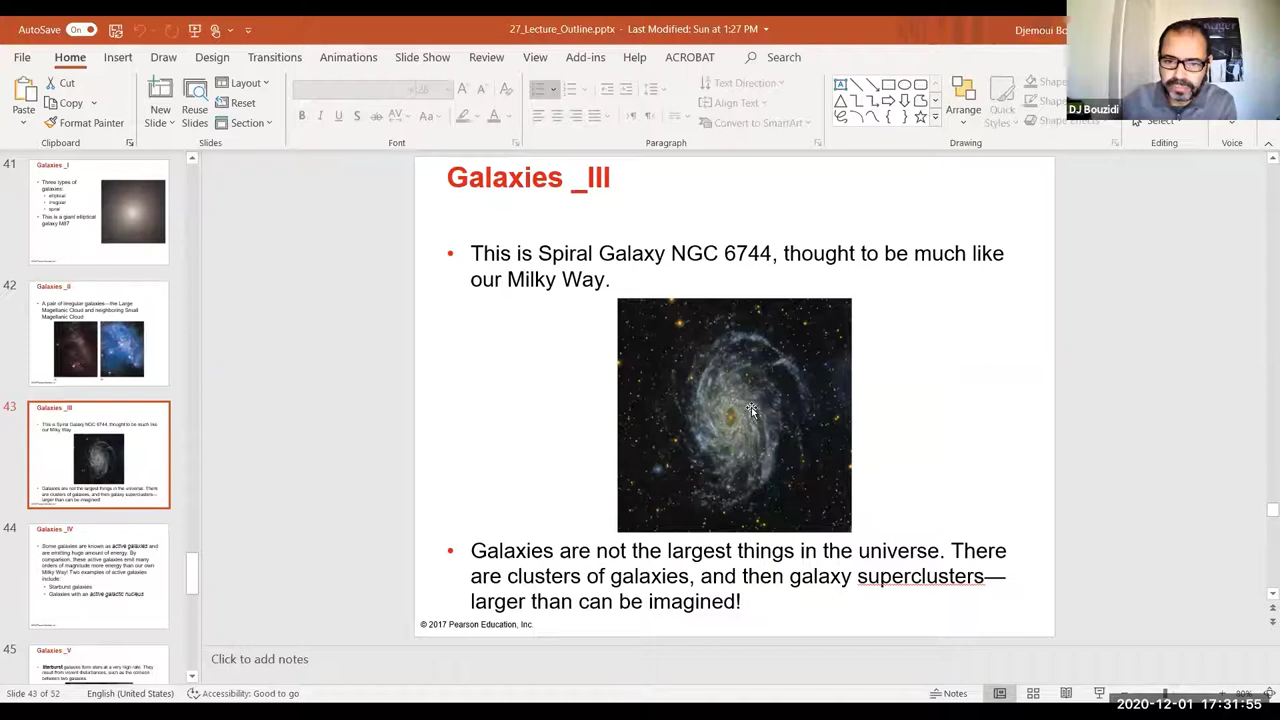 AutoSave On
27_Lecture_Outline.pptx - Last Modified: Sun at 1:27 PM
Djemoui Bo
File Home Insert Draw Design Transitions Animations Slide Show Review View Add-ins Help ACROBAT Search
Paste
Cut
Copy
Format Painter
Clipboard
New
Slide
Reuse
Slides
Layout
Reset
Section
Slides
Font
Text Direction
Align Text
Convert to SmartArt
Paragraph
Arrange
Quick
Styles
Drawing
Select
Editing
Voice
DJ Bouzidi
41
Galaxies _I
Three types of
galaxies:
elliptical
irregular
spiral
This is a giant elliptical
galaxy M87
42
Galaxies _II
A pair of irregular galaxies—the Large
Magellanic Cloud and neighboring Small
Magellanic Cloud
43
Galaxies _III
This is Spiral Galaxy NGC 6744, thought to be much like
our Milky Way.
Galaxies are not the largest things in the universe. There
are clusters of galaxies, and then galaxy superclusters—
larger than can be imagined!
44
Galaxies _IV
Some galaxies are known as active galaxies and
are emitting huge amount of energy. By
comparison, these active galaxies emit many
orders of magnitude more energy than our own
Milky Way! Two examples of active galaxies
include:
Starburst galaxies
Galaxies with an active galactic nucleus
45
Galaxies _V
Starburst galaxies form stars at a very high rate. They
result from violent disturbances, such as the collision
between two galaxies.
Galaxies _III
• This is Spiral Galaxy NGC 6744, thought to be much like
our Milky Way.
• Galaxies are not the largest things in the universe. There
are clusters of galaxies, and then galaxy superclusters—
larger than can be imagined!
© 2017 Pearson Education, Inc.
Click to add notes
Slide 43 of 52 English (United States) Accessibility: Good to go Notes 80%
2020-12-01 17:31:55